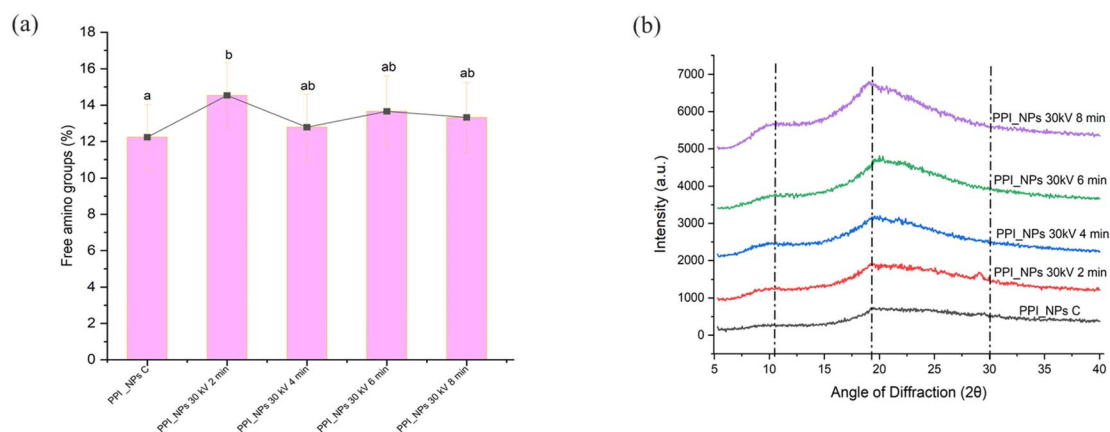 (a)
18
16
14
12
10
8
6
4
2
0
Free amino groups (%)
a
b
ab
ab
ab
PPI_NPs C
PPI_NPs 30 kV 2 min
PPI_NPs 30 kV 4 min
PPI_NPs 30 kV 6 min
PPI_NPs 30 kV 8 min
(b)
7000
6000
5000
4000
3000
2000
1000
0
Intensity (a.u.)
PPI_NPs 30kV 8 min
PPI_NPs 30kV 6 min
PPI_NPs 30kV 4 min
PPI_NPs 30kV 2 min
PPI_NPs C
5
10
15
20
25
30
35
40
Angle of Diffraction (2θ)